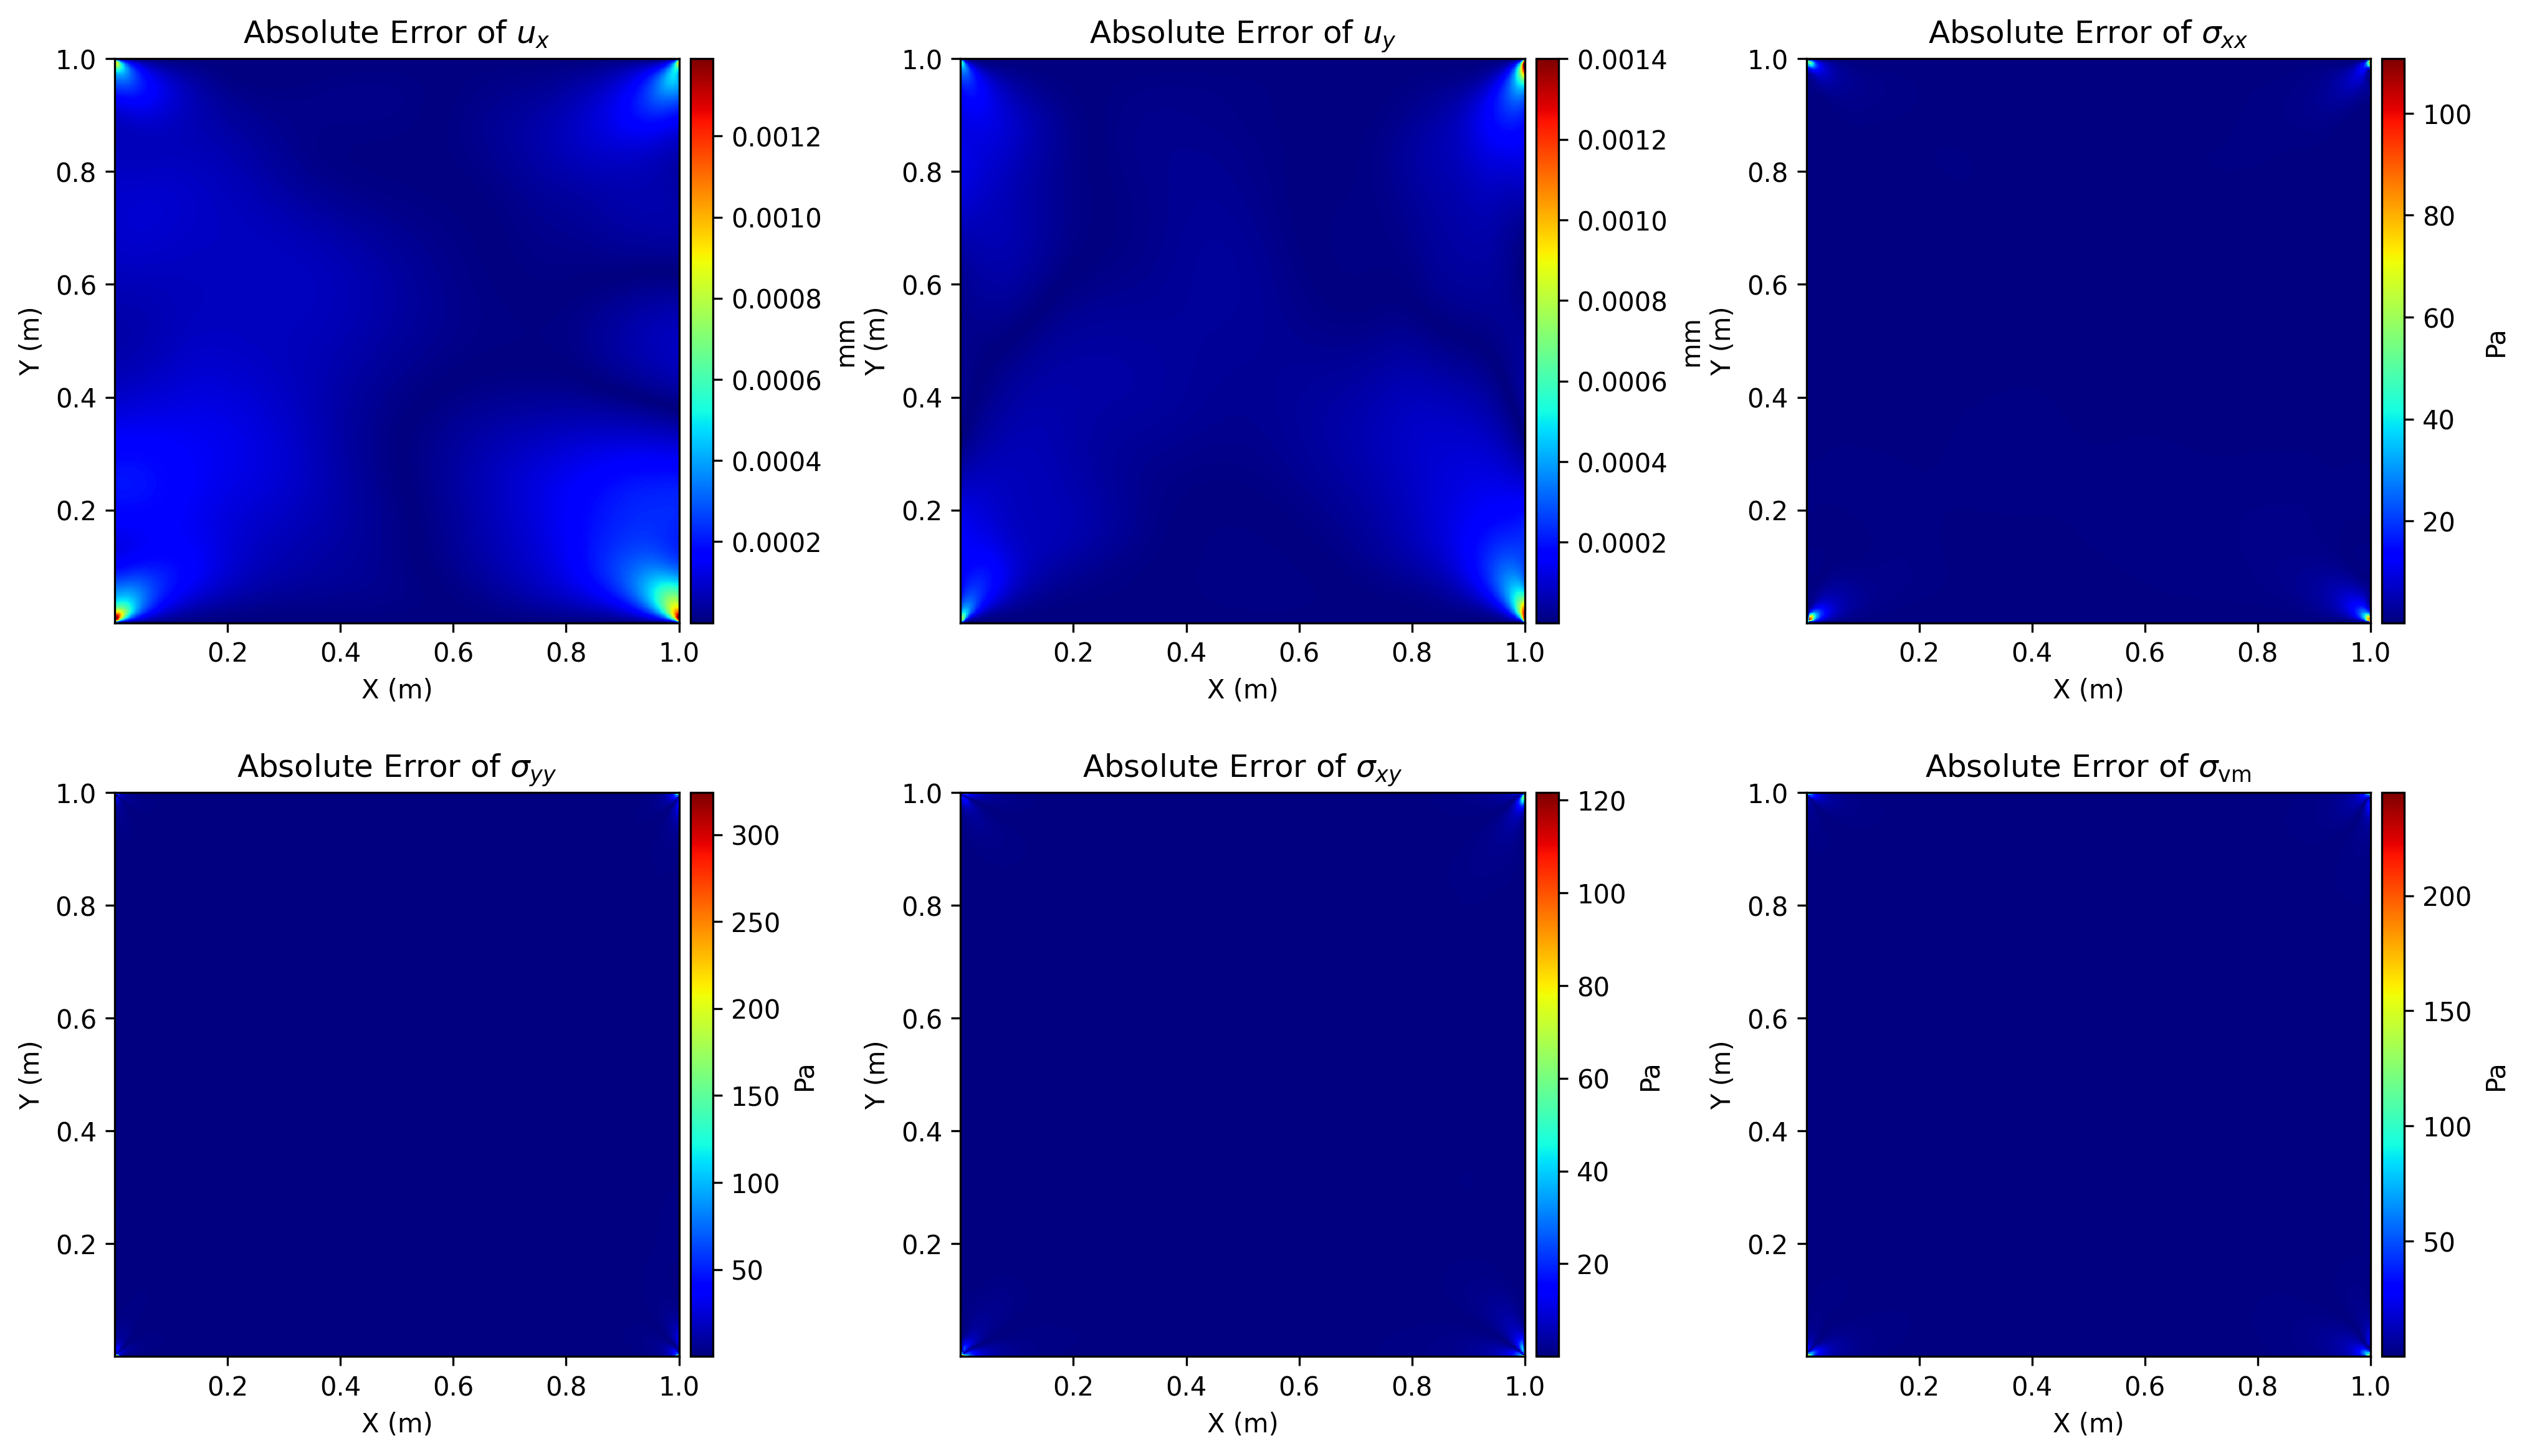 Absolute Error of u_x
Absolute Error of u_y
Absolute Error of σ_xx
1.0
0.8
0.6
0.4
0.2
Y (m)
0.2 0.4 0.6 0.8 1.0
X (m)
0.0012
0.0010
0.0008
0.0006
0.0004
0.0002
mm
1.0
0.8
0.6
0.4
0.2
Y (m)
0.2 0.4 0.6 0.8 1.0
X (m)
0.0014
0.0012
0.0010
0.0008
0.0006
0.0004
0.0002
mm
1.0
0.8
0.6
0.4
0.2
Y (m)
0.2 0.4 0.6 0.8 1.0
X (m)
100
80
60
40
20
Pa
Absolute Error of σ_yy
Absolute Error of σ_xy
Absolute Error of σ_vm
1.0
0.8
0.6
0.4
0.2
Y (m)
0.2 0.4 0.6 0.8 1.0
X (m)
300
250
200
150
100
50
Pa
1.0
0.8
0.6
0.4
0.2
Y (m)
0.2 0.4 0.6 0.8 1.0
X (m)
120
100
80
60
40
20
Pa
1.0
0.8
0.6
0.4
0.2
Y (m)
0.2 0.4 0.6 0.8 1.0
X (m)
200
150
100
50
Pa